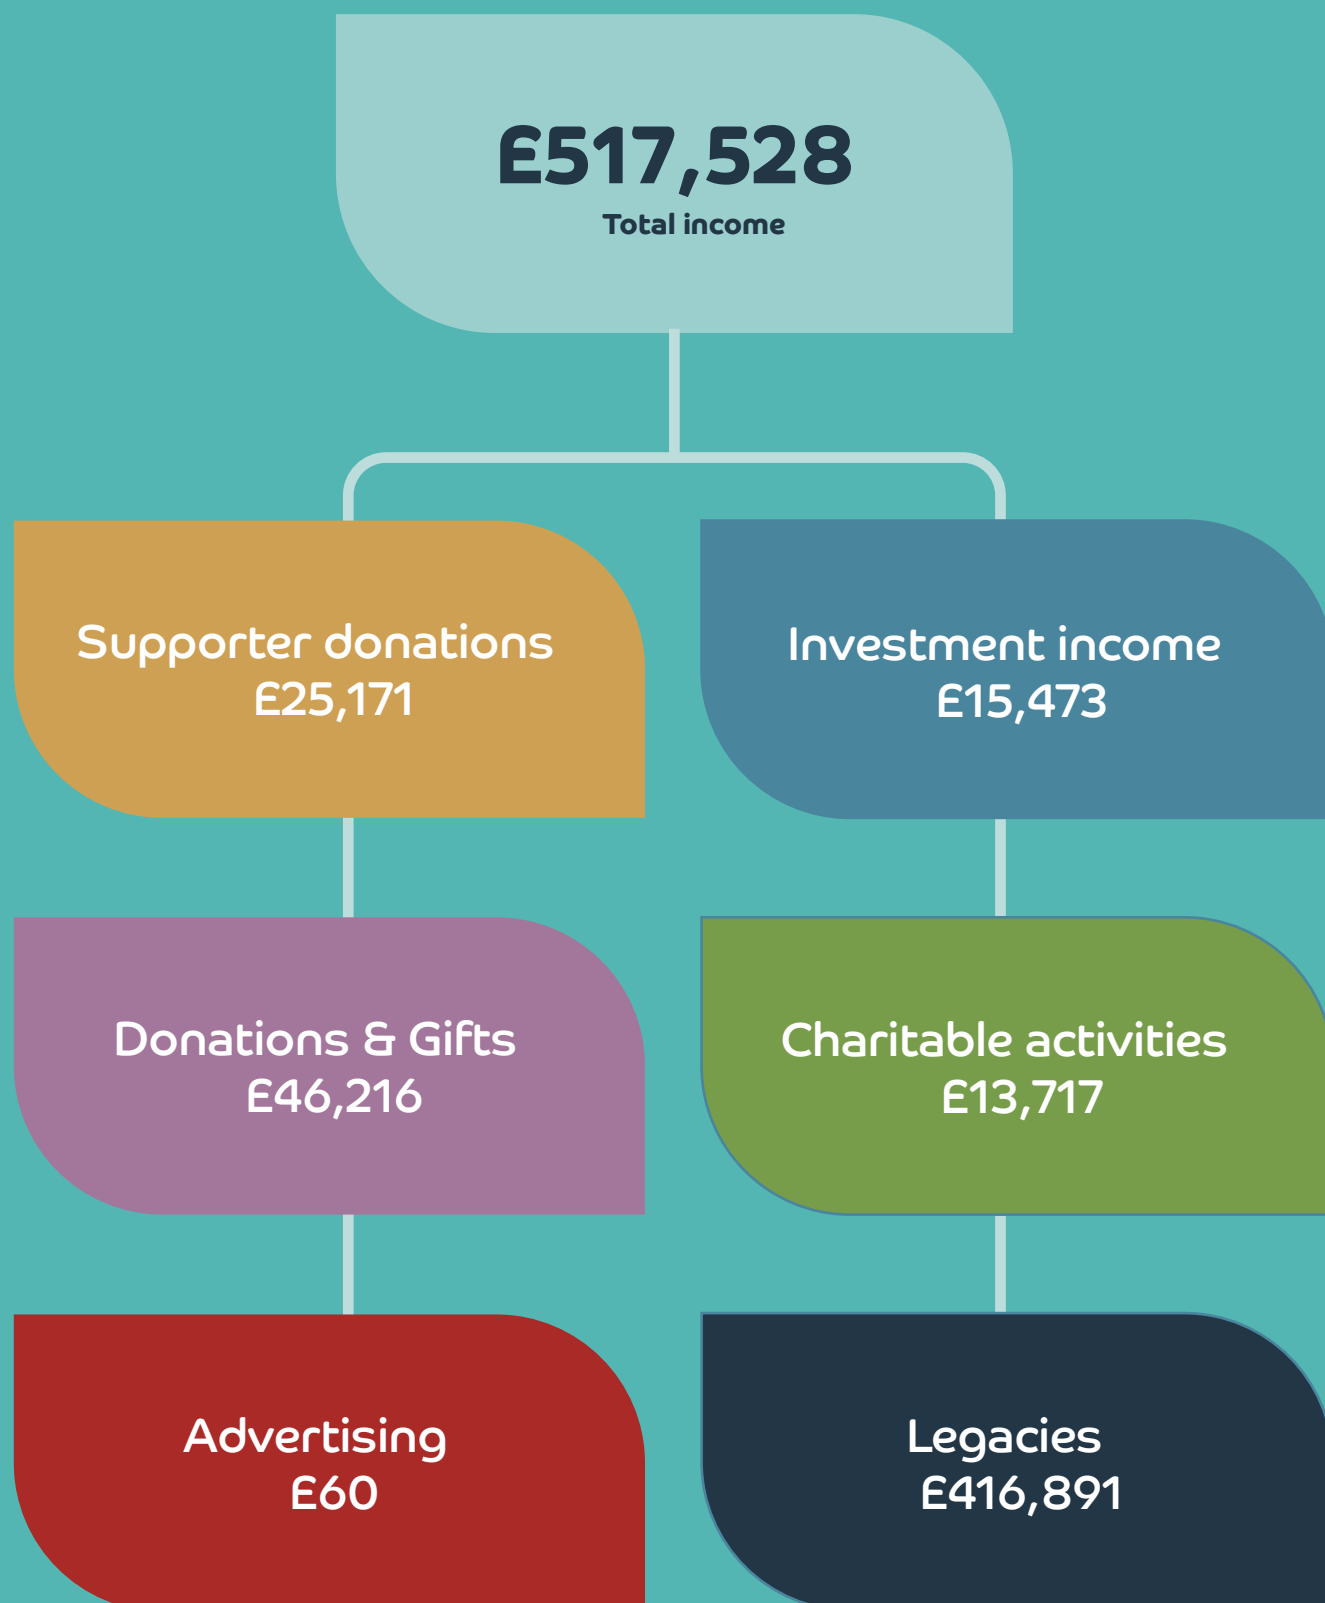 £517,528
Total income
Supporter donations
£25,171
Investment income
£15,473
Donations & Gifts
£46,216
Charitable activities
£13,717
Advertising
£60
Legacies
£416,891